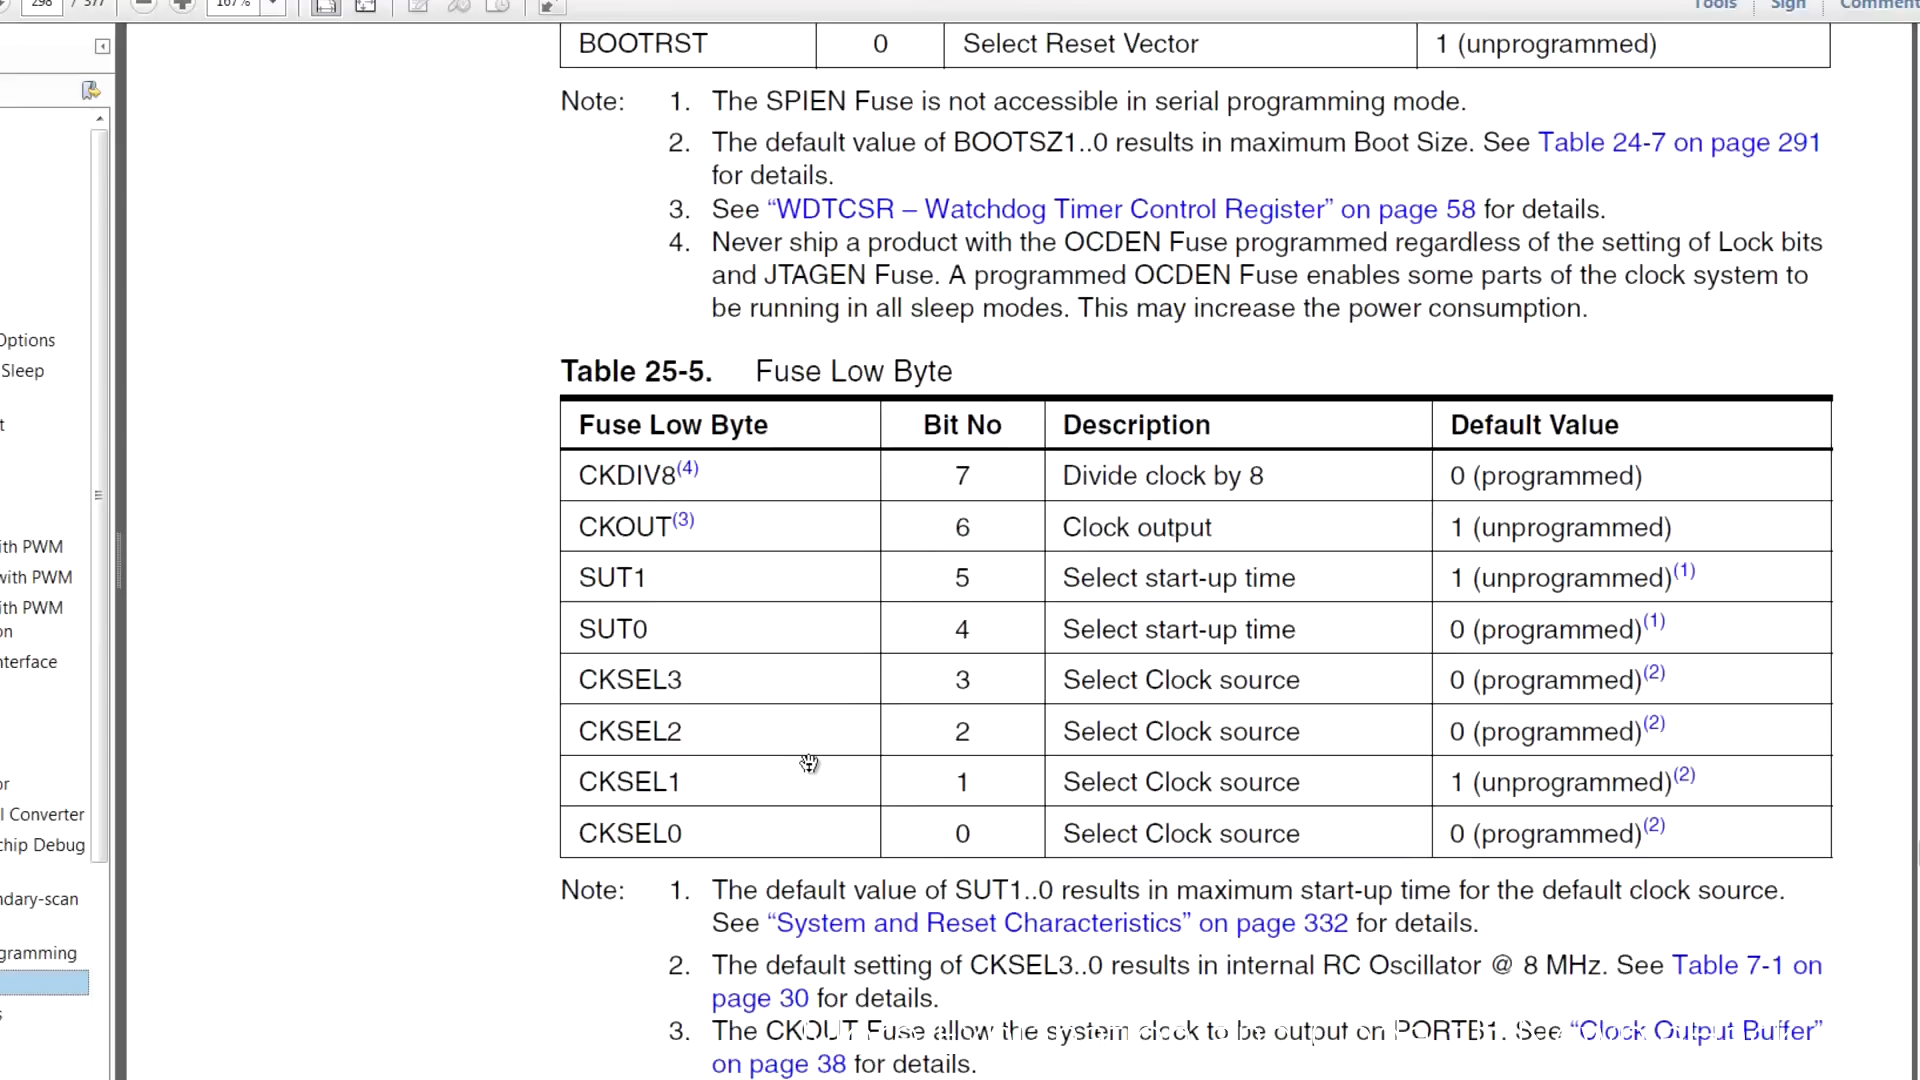 298 / 377 167% Tools Sign Comment
BOOTRST 0 Select Reset Vector 1 (unprogrammed)
Note: 1. The SPIEN Fuse is not accessible in serial programming mode.
2. The default value of BOOTSZ1..0 results in maximum Boot Size. See Table 24-7 on page 291
for details.
3. See “WDTCSR – Watchdog Timer Control Register” on page 58 for details.
4. Never ship a product with the OCDEN Fuse programmed regardless of the setting of Lock bits
and JTAGEN Fuse. A programmed OCDEN Fuse enables some parts of the clock system to
be running in all sleep modes. This may increase the power consumption.
Options
Sleep
t
ith PWM
with PWM
ith PWM
on
nterface
or
l Converter
chip Debug
ndary-scan
gramming
s
Table 25-5. Fuse Low Byte
Fuse Low Byte Bit No Description Default Value
CKDIV8(4) 7 Divide clock by 8 0 (programmed)
CKOUT(3) 6 Clock output 1 (unprogrammed)
SUT1 5 Select start-up time 1 (unprogrammed)(1)
SUT0 4 Select start-up time 0 (programmed)(1)
CKSEL3 3 Select Clock source 0 (programmed)(2)
CKSEL2 2 Select Clock source 0 (programmed)(2)
CKSEL1 1 Select Clock source 1 (unprogrammed)(2)
CKSEL0 0 Select Clock source 0 (programmed)(2)
Note: 1. The default value of SUT1..0 results in maximum start-up time for the default clock source.
See “System and Reset Characteristics” on page 332 for details.
2. The default setting of CKSEL3..0 results in internal RC Oscillator @ 8 MHz. See Table 7-1 on
page 30 for details.
3. The CKOUT Fuse allow the system clock to be output on PORTB1. See “Clock Output Buffer”
on page 38 for details.